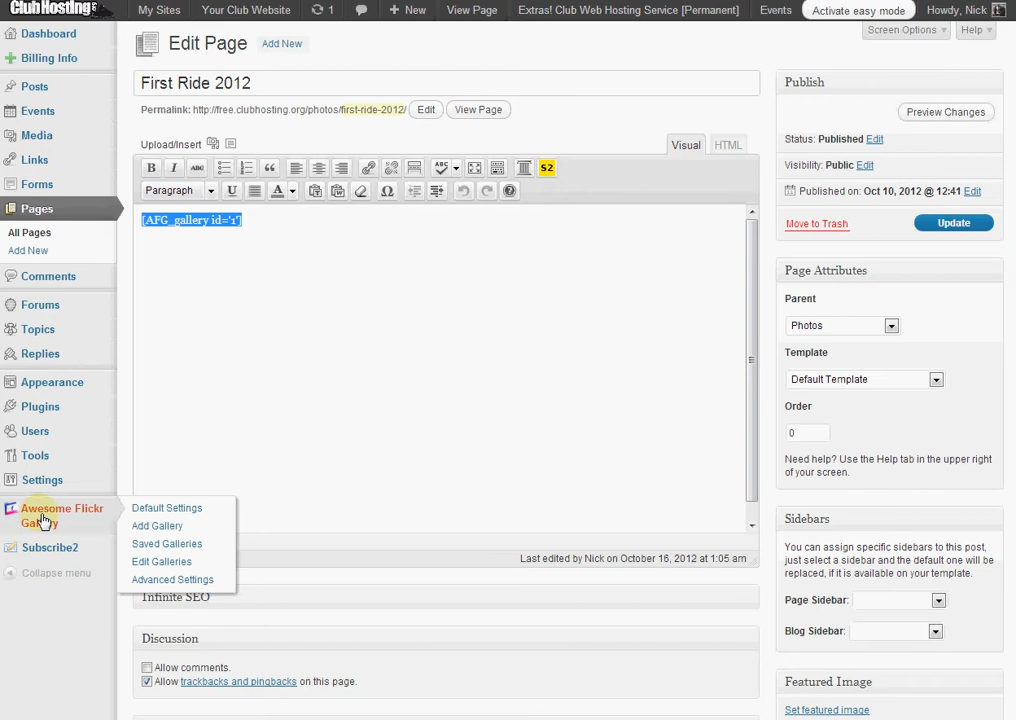 ClubHosting
My Sites
Your Club Website
1
New
View Page
Extras! Club Web Hosting Service [Permanent]
Events
Activate easy mode
Howdy, Nick
Dashboard
Billing Info
Posts
Events
Media
Links
Forms
Pages
All Pages
Add New
Comments
Forums
Topics
Replies
Appearance
Plugins
Users
Tools
Settings
Awesome Flickr
Gallery
Subscribe2
Collapse menu
Default Settings
Add Gallery
Saved Galleries
Edit Galleries
Advanced Settings
Edit Page
Add New
Screen Options
Help
First Ride 2012
Permalink: http://free.clubhosting.org/photos/first-ride-2012/
Edit
View Page
Upload/Insert
Visual
HTML
B I ABC
ABC
S2
Paragraph
U
A
Ω
[AFG_gallery id='1']
Last edited by Nick on October 16, 2012 at 1:05 am
Infinite SEO
Discussion
Allow comments.
Allow trackbacks and pingbacks on this page.
Publish
Preview Changes
Status: Published Edit
Visibility: Public Edit
Published on: Oct 10, 2012 @ 12:41 Edit
Move to Trash
Update
Page Attributes
Parent
Photos
Template
Default Template
Order
0
Need help? Use the Help tab in the upper right
of your screen.
Sidebars
You can assign specific sidebars to this post,
just select a sidebar and the default one will be
replaced, if it is available on your template.
Page Sidebar:
Blog Sidebar:
Featured Image
Set featured image